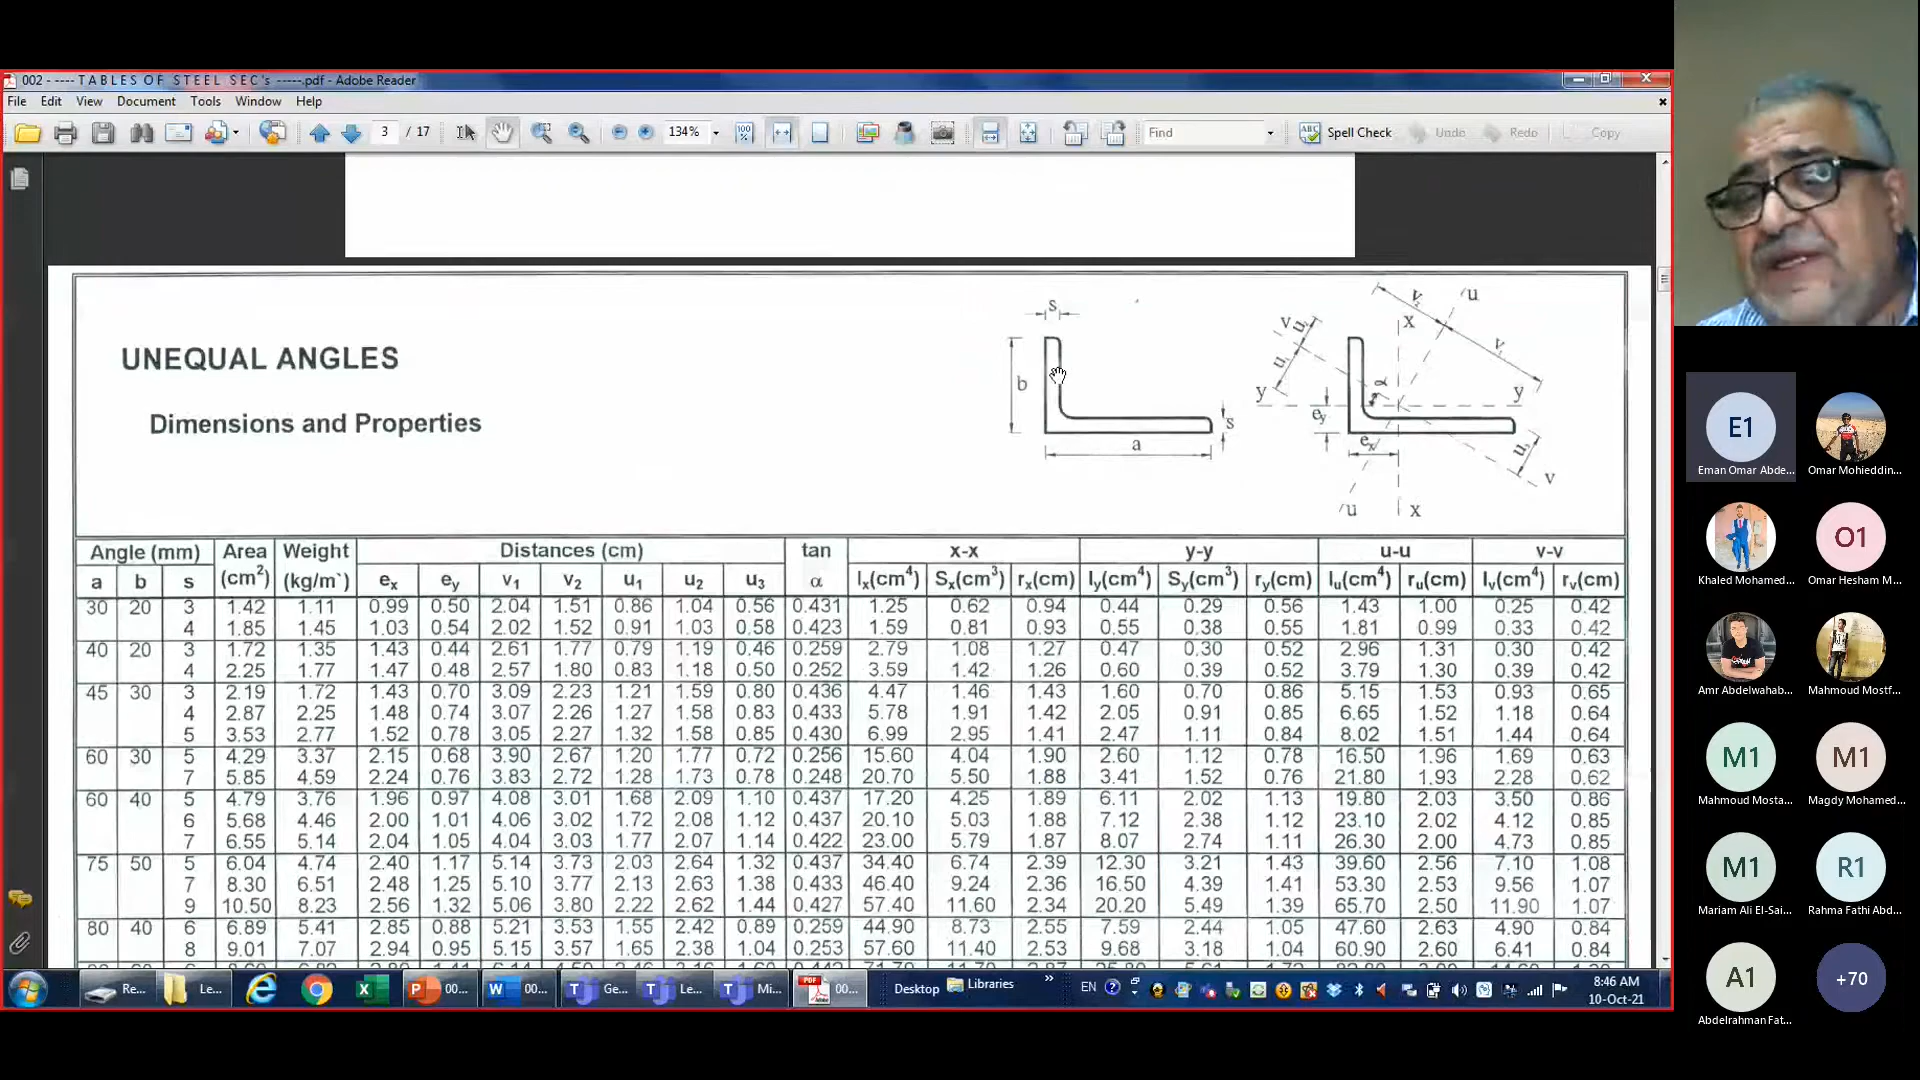 002 - ---- T A B L E S  O F  S T E E L  S E C 's  -----.pdf - Adobe Reader
File Edit View Document Tools Window Help
3 / 17 134% Find Spell Check Undo Redo Copy
UNEQUAL ANGLES
Dimensions and Properties
s
b
s
a
v₂ u
v u₂ x
v₁
u₁
α
y y
e_y
e_x
u₃
v
u x
Angle (mm) Area Weight Distances (cm) tan x-x y-y u-u v-v
a b s (cm²) (kg/m`) e_x e_y v₁ v₂ u₁ u₂ u₃ α I_x(cm⁴) S_x(cm³) r_x(cm) I_y(cm⁴) S_y(cm³) r_y(cm) I_u(cm⁴) r_u(cm) I_v(cm⁴) r_v(cm)
30 20 3 1.42 1.11 0.99 0.50 2.04 1.51 0.86 1.04 0.56 0.431 1.25 0.62 0.94 0.44 0.29 0.56 1.43 1.00 0.25 0.42
4 1.85 1.45 1.03 0.54 2.02 1.52 0.91 1.03 0.58 0.423 1.59 0.81 0.93 0.55 0.38 0.55 1.81 0.99 0.33 0.42
40 20 3 1.72 1.35 1.43 0.44 2.61 1.77 0.79 1.19 0.46 0.259 2.79 1.08 1.27 0.47 0.30 0.52 2.96 1.31 0.30 0.42
4 2.25 1.77 1.47 0.48 2.57 1.80 0.83 1.18 0.50 0.252 3.59 1.42 1.26 0.60 0.39 0.52 3.79 1.30 0.39 0.42
45 30 3 2.19 1.72 1.43 0.70 3.09 2.23 1.21 1.59 0.80 0.436 4.47 1.46 1.43 1.60 0.70 0.86 5.15 1.53 0.93 0.65
4 2.87 2.25 1.48 0.74 3.07 2.26 1.27 1.58 0.83 0.433 5.78 1.91 1.42 2.05 0.91 0.85 6.65 1.52 1.18 0.64
5 3.53 2.77 1.52 0.78 3.05 2.27 1.32 1.58 0.85 0.430 6.99 2.95 1.41 2.47 1.11 0.84 8.02 1.51 1.44 0.64
60 30 5 4.29 3.37 2.15 0.68 3.90 2.67 1.20 1.77 0.72 0.256 15.60 4.04 1.90 2.60 1.12 0.78 16.50 1.96 1.69 0.63
7 5.85 4.59 2.24 0.76 3.83 2.72 1.28 1.73 0.78 0.248 20.70 5.50 1.88 3.41 1.52 0.76 21.80 1.93 2.28 0.62
60 40 5 4.79 3.76 1.96 0.97 4.08 3.01 1.68 2.09 1.10 0.437 17.20 4.25 1.89 6.11 2.02 1.13 19.80 2.03 3.50 0.86
6 5.68 4.46 2.00 1.01 4.06 3.02 1.72 2.08 1.12 0.437 20.10 5.03 1.88 7.12 2.38 1.12 23.10 2.02 4.12 0.85
7 6.55 5.14 2.04 1.05 4.04 3.03 1.77 2.07 1.14 0.422 23.00 5.79 1.87 8.07 2.74 1.11 26.30 2.00 4.73 0.85
75 50 5 6.04 4.74 2.40 1.17 5.14 3.73 2.03 2.64 1.32 0.437 34.40 6.74 2.39 12.30 3.21 1.43 39.60 2.56 7.10 1.08
7 8.30 6.51 2.48 1.25 5.10 3.77 2.13 2.63 1.38 0.433 46.40 9.24 2.36 16.50 4.39 1.41 53.30 2.53 9.56 1.07
9 10.50 8.23 2.56 1.32 5.06 3.80 2.22 2.62 1.44 0.427 57.40 11.60 2.34 20.20 5.49 1.39 65.70 2.50 11.90 1.07
80 40 6 6.89 5.41 2.85 0.88 5.21 3.53 1.55 2.42 0.89 0.259 44.90 8.73 2.55 7.59 2.44 1.05 47.60 2.63 4.90 0.84
8 9.01 7.07 2.94 0.95 5.15 3.57 1.65 2.38 1.04 0.253 57.60 11.40 2.53 9.68 3.18 1.04 60.90 2.60 6.41 0.84
Re... Le... 00... 00... Ge... Le... Mi... 00... Desktop Libraries » EN 8:46 AM
10-Oct-21
E1
Eman Omar Abde... Omar Mohieddin...
O1
Khaled Mohamed... Omar Hesham M...
Amr Abdelwahab... Mahmoud Mostf...
M1 M1
Mahmoud Mosta... Magdy Mohamed...
M1 R1
Mariam Ali El-Sai... Rahma Fathi Abd...
A1 +70
Abdelrahman Fat...